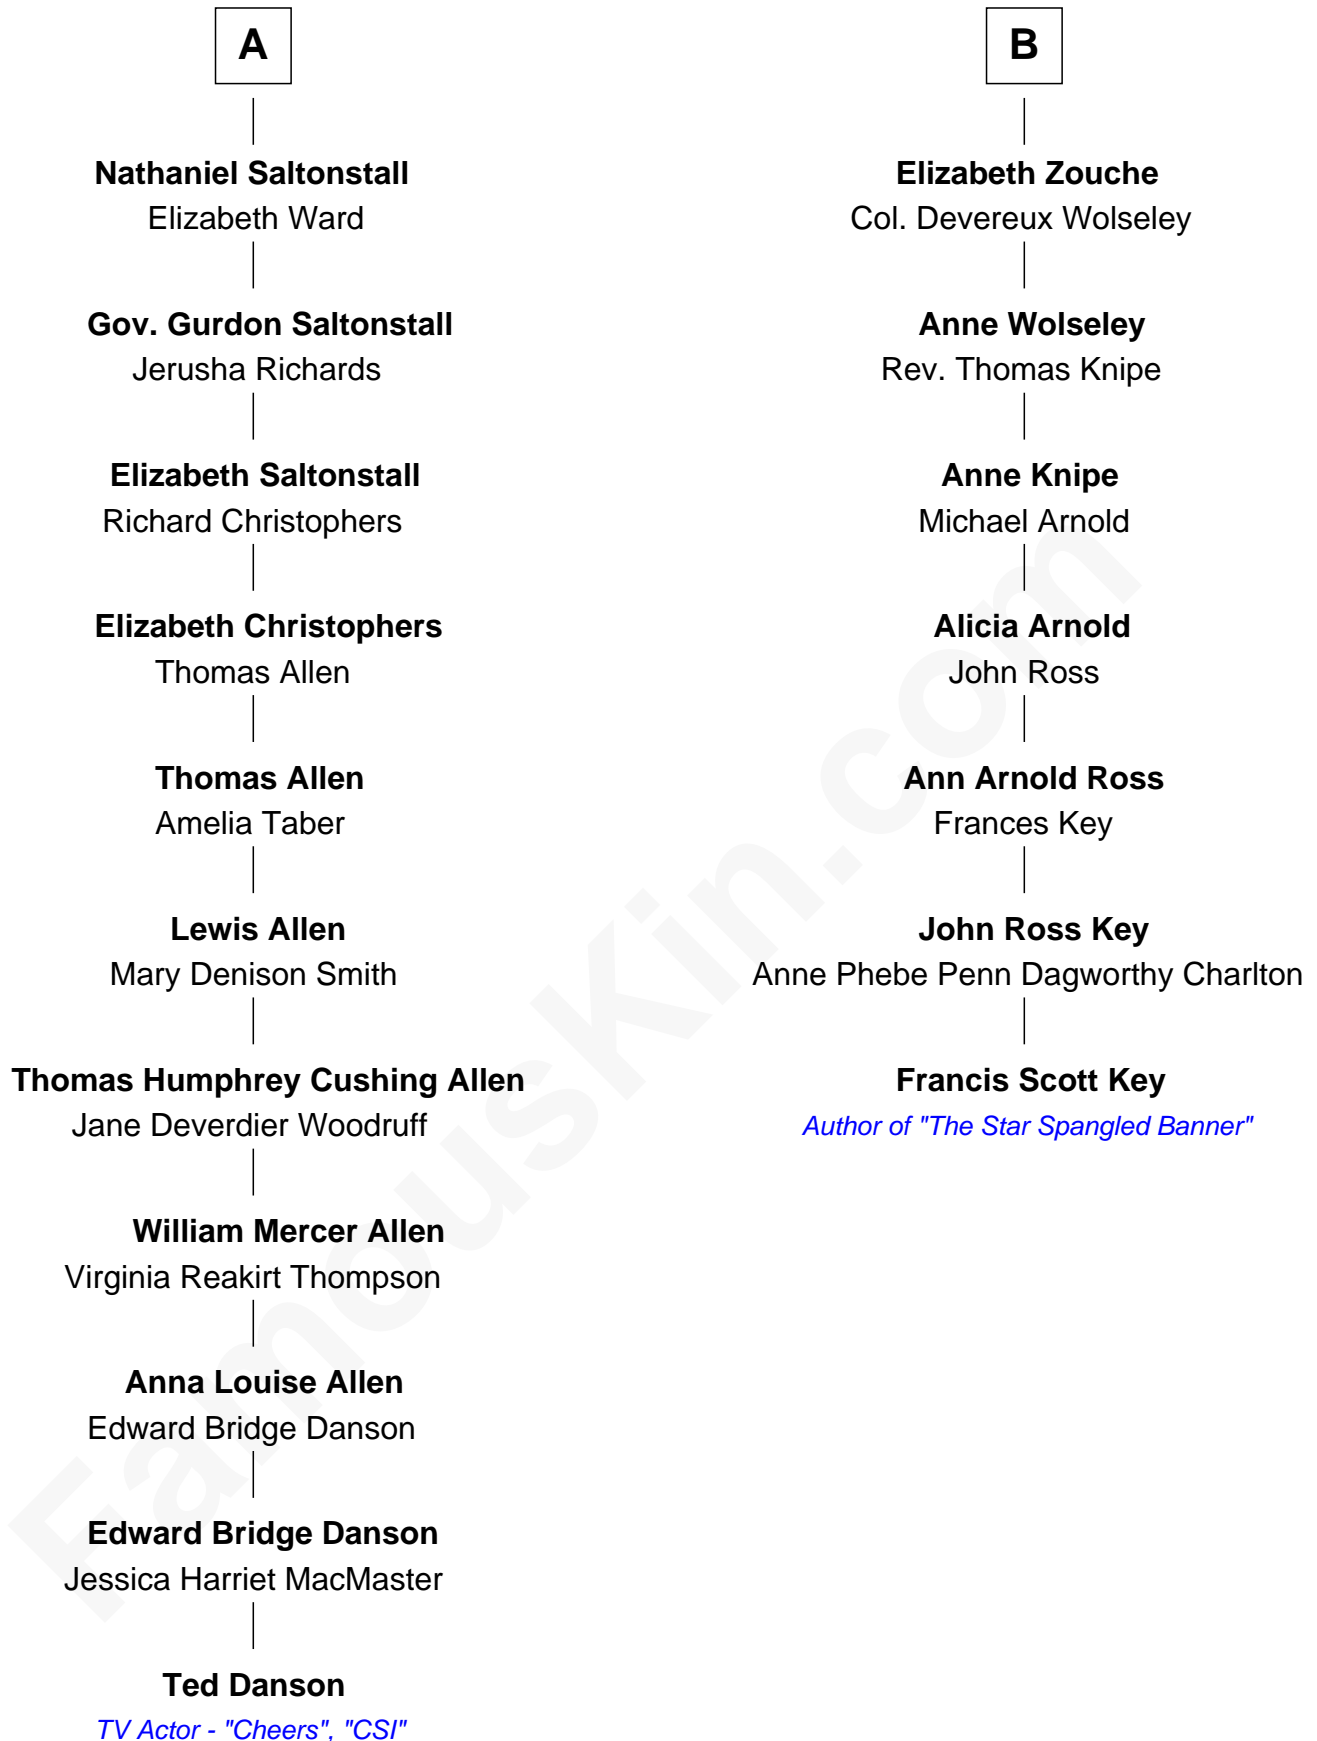 A
Nathaniel Saltonstall
Elizabeth Ward
Gov. Gurdon Saltonstall
Jerusha Richards
Elizabeth Saltonstall
Richard Christophers
Elizabeth Christophers
Thomas Allen
Thomas Allen
Amelia Taber
Lewis Allen
Mary Denison Smith
Thomas Humphrey Cushing Allen
Jane Deverdier Woodruff
William Mercer Allen
Virginia Reakirt Thompson
Anna Louise Allen
Edward Bridge Danson
Edward Bridge Danson
Jessica Harriet MacMaster
Ted Danson
TV Actor - "Cheers", "CSI"
B
Elizabeth Zouche
Col. Devereux Wolseley
Anne Wolseley
Rev. Thomas Knipe
Anne Knipe
Michael Arnold
Alicia Arnold
John Ross
Ann Arnold Ross
Frances Key
John Ross Key
Anne Phebe Penn Dagworthy Charlton
Francis Scott Key
Author of "The Star Spangled Banner"
FamousKin.com